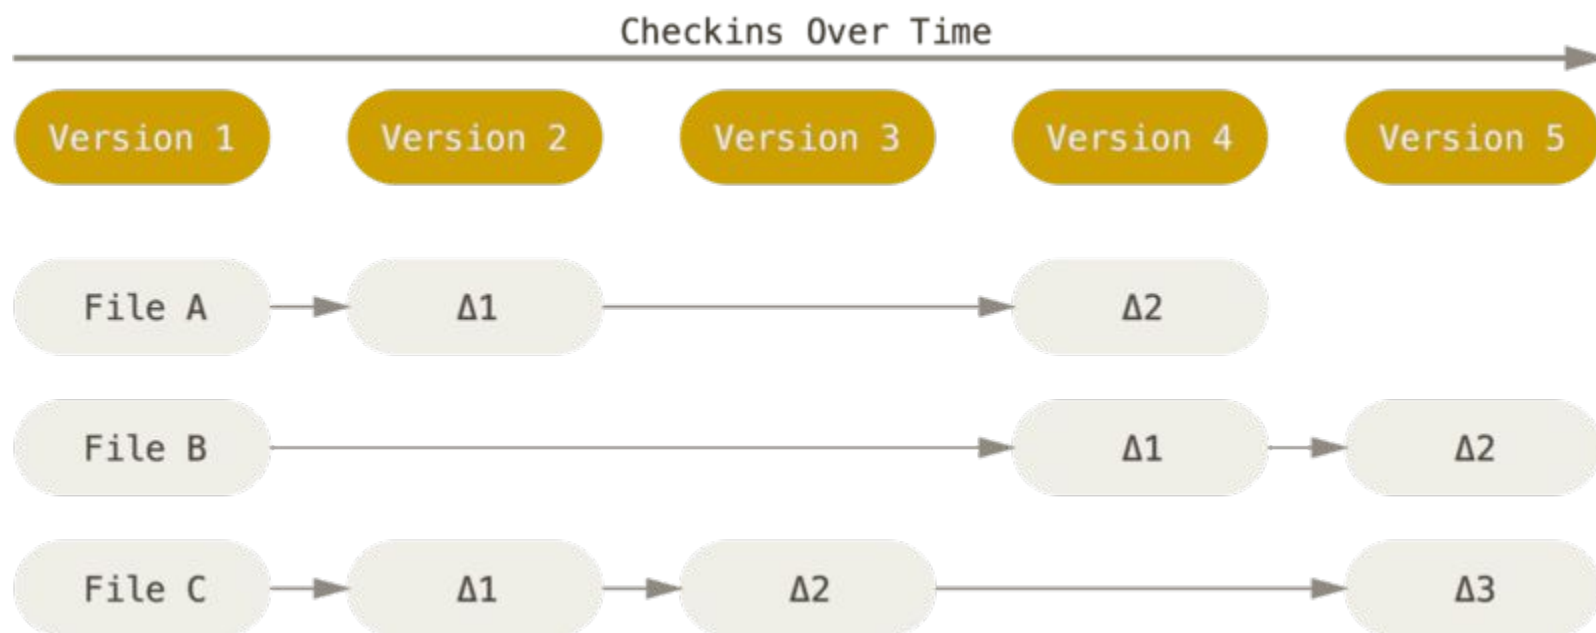 Checkins Over Time
Version 1 Version 2 Version 3 Version 4 Version 5
File A Δ1 Δ2
File B Δ1 Δ2
File C Δ1 Δ2 Δ3